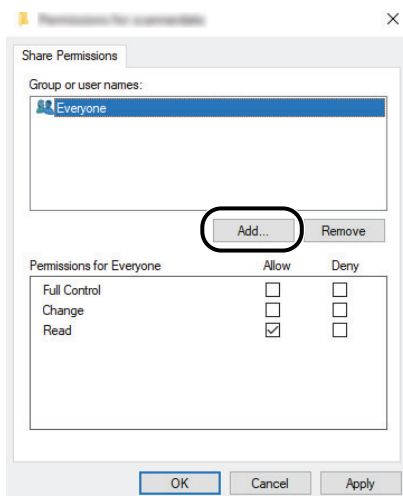 Share Permissions
Group or user names:
Everyone
Add...
Remove
Permissions for Everyone
Allow
Deny
Full Control
Change
Read
OK
Cancel
Apply